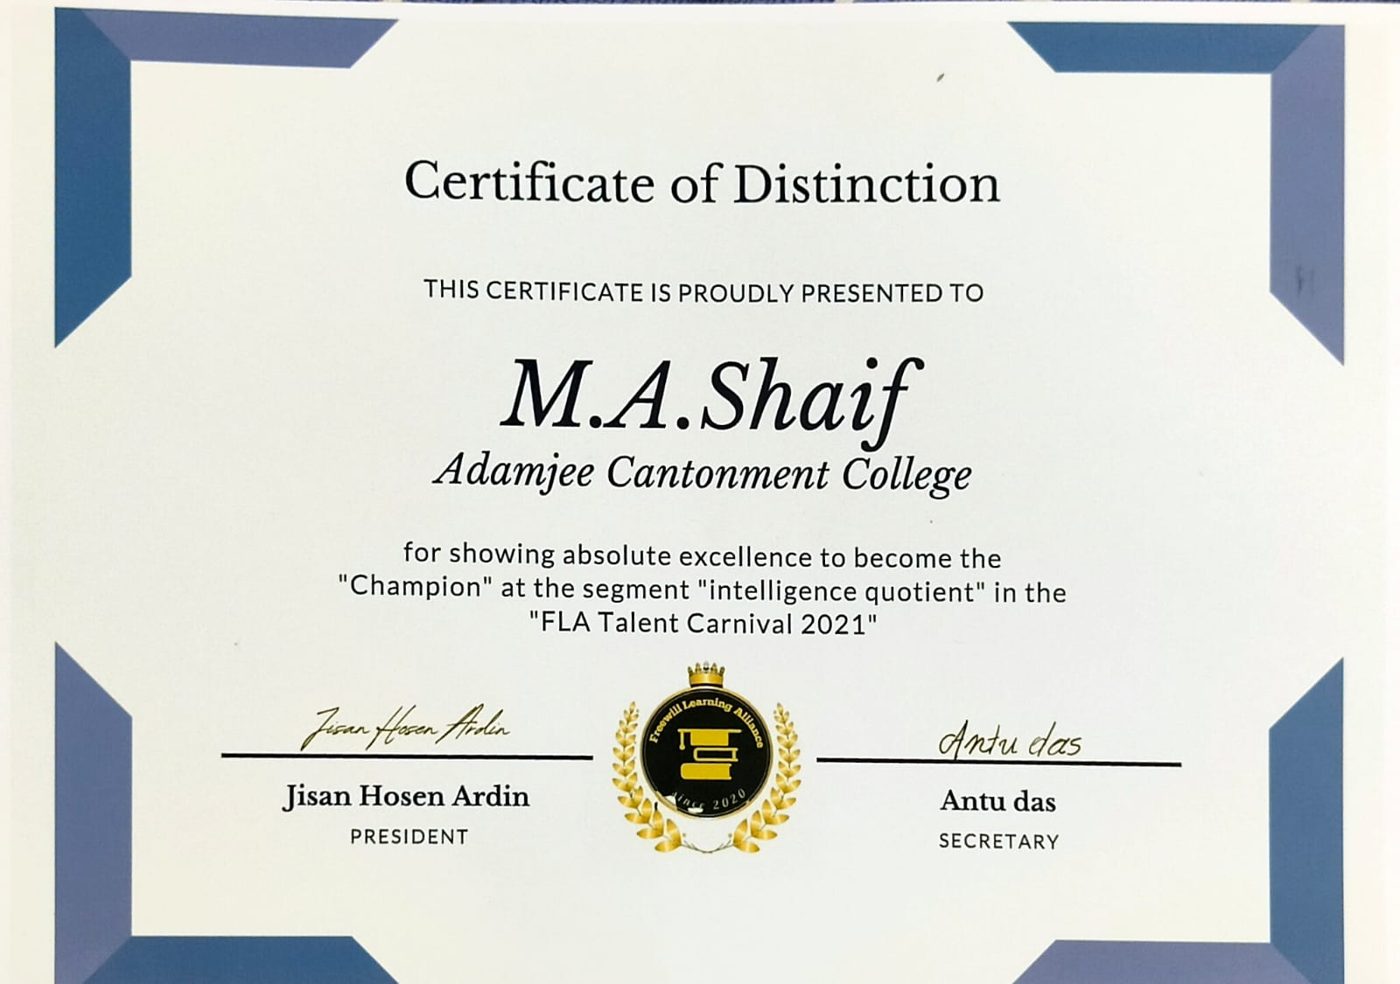 Certificate of Distinction
THIS CERTIFICATE IS PROUDLY PRESENTED TO
M.A.Shaif
Adamjee Cantonment College
for showing absolute excellence to become the
"Champion" at the segment "intelligence quotient" in the
"FLA Talent Carnival 2021"
Jisan Hosen Ardin
Antu das
Freewill Learning Alliance
since 2020
Jisan Hosen Ardin
Antu das
PRESIDENT
SECRETARY